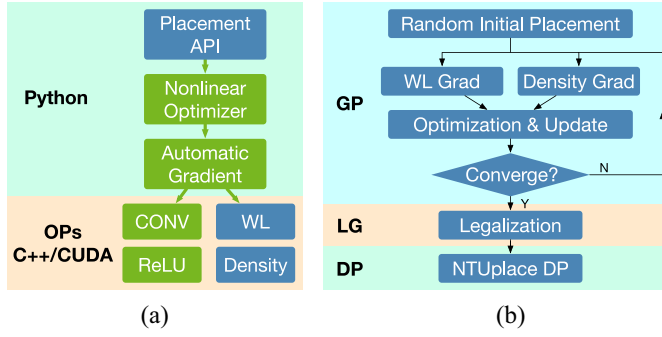 Placement
API
Python
Nonlinear
Optimizer
Automatic
Gradient
OPs
C++/CUDA
CONV
WL
ReLU
Density
(a)
Random Initial Placement
GP
WL Grad
Density Grad
Optimization & Update
Converge?
N
Y
LG
Legalization
DP
NTUplace DP
(b)